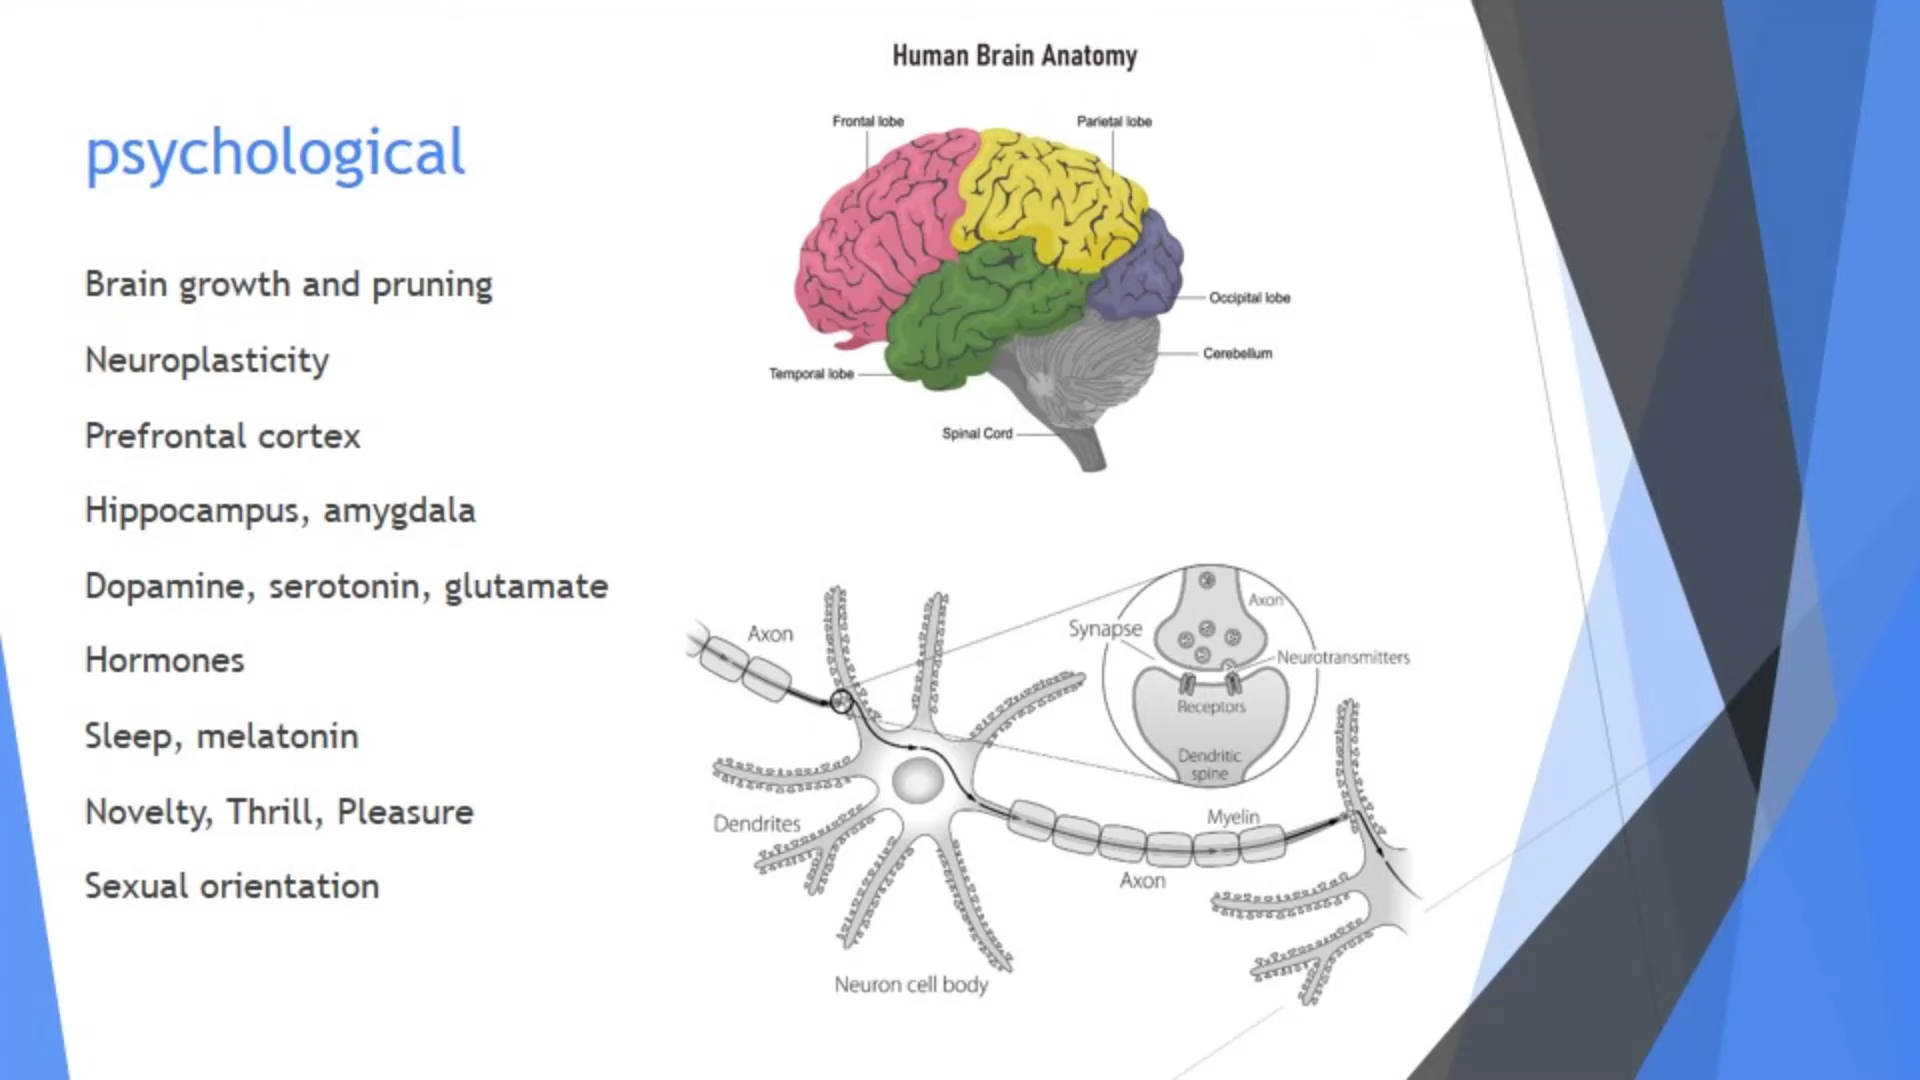 psychological
Brain growth and pruning
Neuroplasticity
Prefrontal cortex
Hippocampus, amygdala
Dopamine, serotonin, glutamate
Hormones
Sleep, melatonin
Novelty, Thrill, Pleasure
Sexual orientation
Human Brain Anatomy
Frontal lobe
Parietal lobe
Occipital lobe
Cerebellum
Temporal lobe
Spinal Cord
Axon
Synapse
Axon
Neurotransmitters
Receptors
Dendritic
spine
Dendrites
Myelin
Axon
Neuron cell body